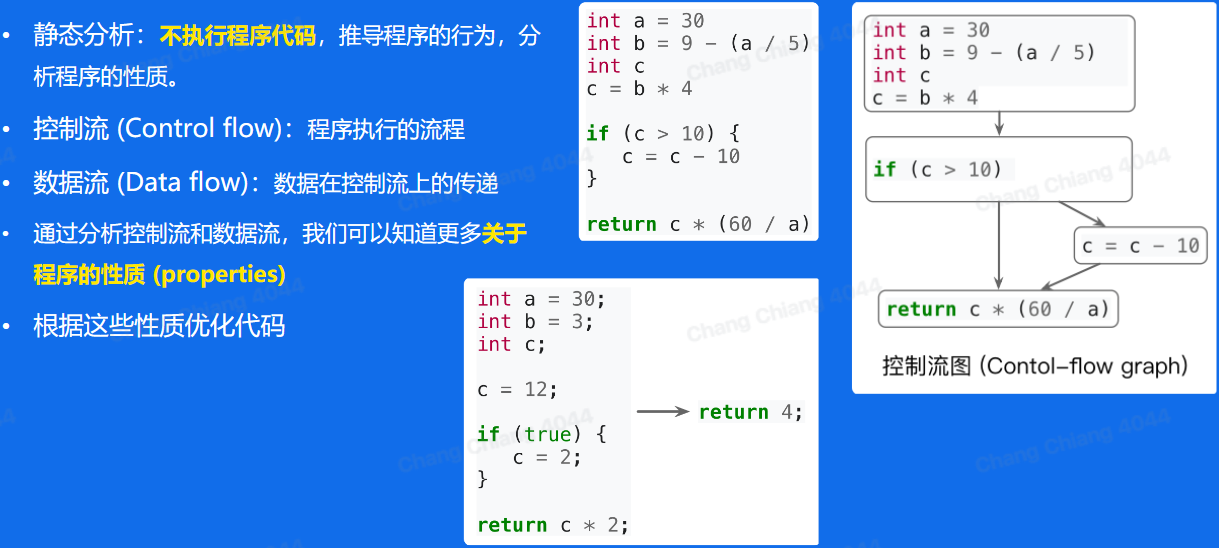 • 静态分析：不执行程序代码，推导程序的行为，分
析程序的性质。
• 控制流 (Control flow)：程序执行的流程
• 数据流 (Data flow)：数据在控制流上的传递
• 通过分析控制流和数据流，我们可以知道更多关于
程序的性质 (properties)
• 根据这些性质优化代码
int a = 30
int b = 9 - (a / 5)
int c
c = b * 4
if (c > 10) {
c = c - 10
}
return c * (60 / a)
int a = 30;
int b = 3;
int c;
c = 12;
if (true) {
c = 2;
}
return c * 2;
return 4;
int a = 30
int b = 9 - (a / 5)
int c
c = b * 4
if (c > 10)
c = c - 10
return c * (60 / a)
控制流图 (Contol-flow graph)
Chang Chiang 4044